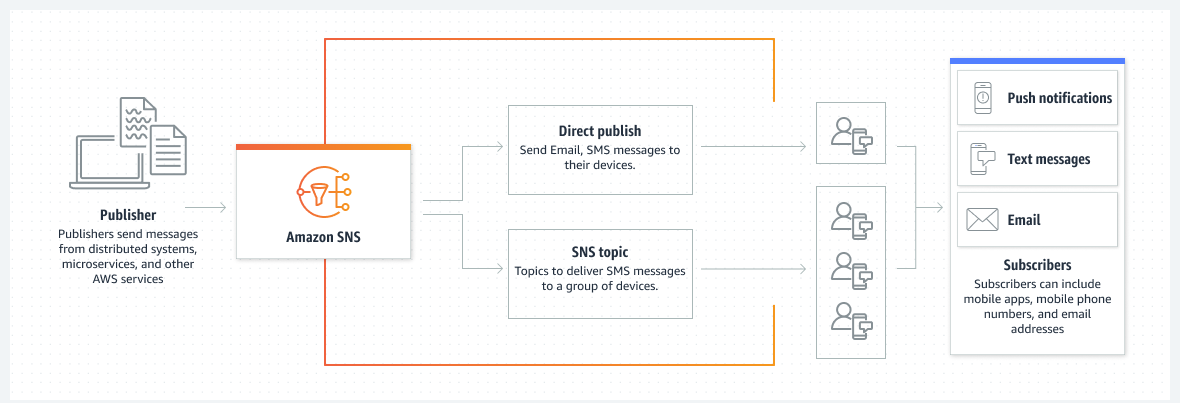 Publisher
Publishers send messages
from distributed systems,
microservices, and other
AWS services
Amazon SNS
Direct publish
Send Email, SMS messages to
their devices.
SNS topic
Topics to deliver SMS messages
to a group of devices.
Push notifications
Text messages
Email
Subscribers
Subscribers can include
mobile apps, mobile phone
numbers, and email
addresses